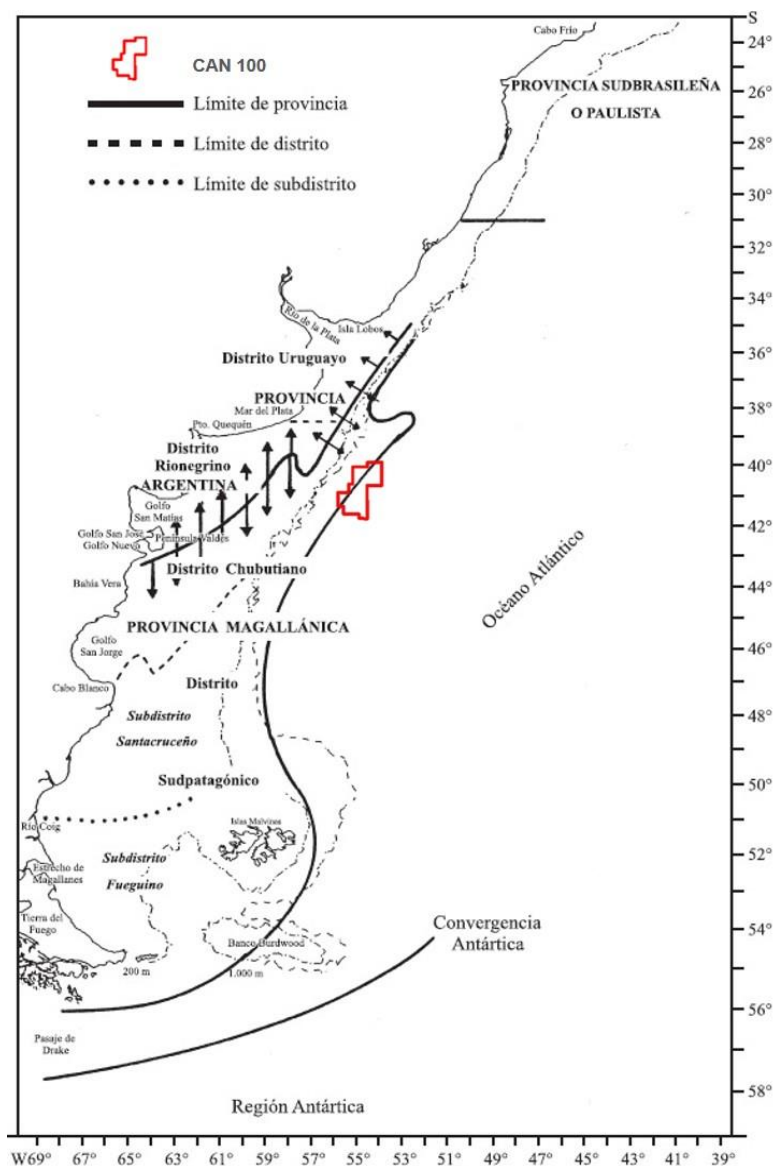 S
Cabo Frío
24°
CAN 100
PROVINCIA SUDBRASILEÑA
O PAULISTA
26°
Límite de provincia
Límite de distrito
28°
Límite de subdistrito
30°
32°
34°
Río de la Plata
Isla Lobos
Distrito Uruguayo
36°
PROVINCIA
Mar del Plata
38°
Pto. Quequén
Distrito
Rionegrino
40°
ARGENTINA
Golfo
San Matías
42°
Golfo San José
Golfo Nuevo
Península Valdés
Distrito Chubutiano
Bahía Vera
44°
Océano Atlántico
PROVINCIA MAGALLÁNICA
Golfo
San Jorge
46°
Cabo Blanco
Distrito
Subdistrito
Santacruceño
48°
Sudpatagónico
50°
Río Coig
Islas Malvinas
Subdistrito
Fueguino
52°
Estrecho de
Magallanes
Tierra del
Fuego
Convergencia
Antártica
54°
Banco Burdwood
200 m
1.000 m
56°
Pasaje de
Drake
58°
Región Antártica
W69° 67° 65° 63° 61° 59° 57° 55° 53° 51° 49° 47° 45° 43° 41° 39°